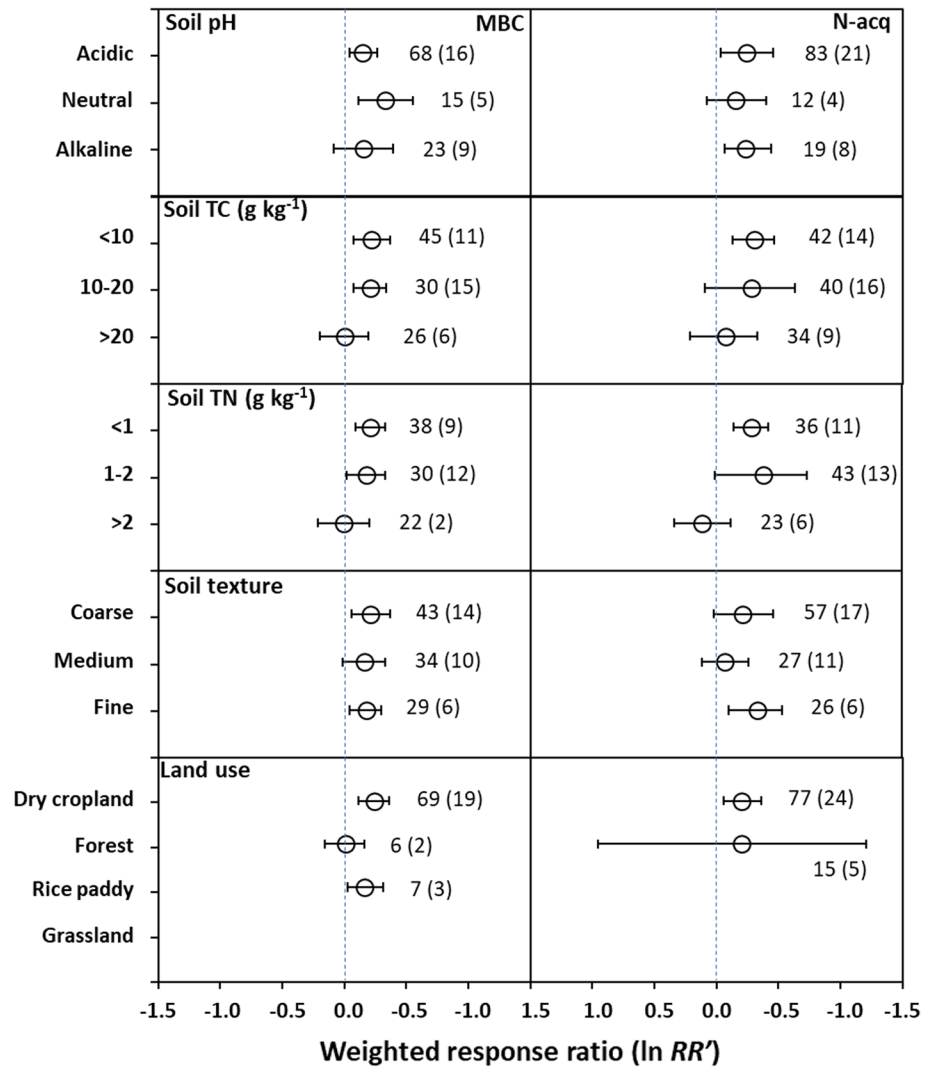 Soil pH MBC N-acq
Acidic 68 (16) 83 (21)
Neutral 15 (5) 12 (4)
Alkaline 23 (9) 19 (8)
Soil TC (g kg⁻¹)
<10 45 (11) 42 (14)
10-20 30 (15) 40 (16)
>20 26 (6) 34 (9)
Soil TN (g kg⁻¹)
<1 38 (9) 36 (11)
1-2 30 (12) 43 (13)
>2 22 (2) 23 (6)
Soil texture
Coarse 43 (14) 57 (17)
Medium 34 (10) 27 (11)
Fine 29 (6) 26 (6)
Land use
Dry cropland 69 (19) 77 (24)
Forest 6 (2) 15 (5)
Rice paddy 7 (3)
Grassland
-1.5 -1.0 -0.5 0.0 -0.5 -1.0 1.5 1.0 0.5 0.0 -0.5 -1.0 -1.5
Weighted response ratio (ln RR′)